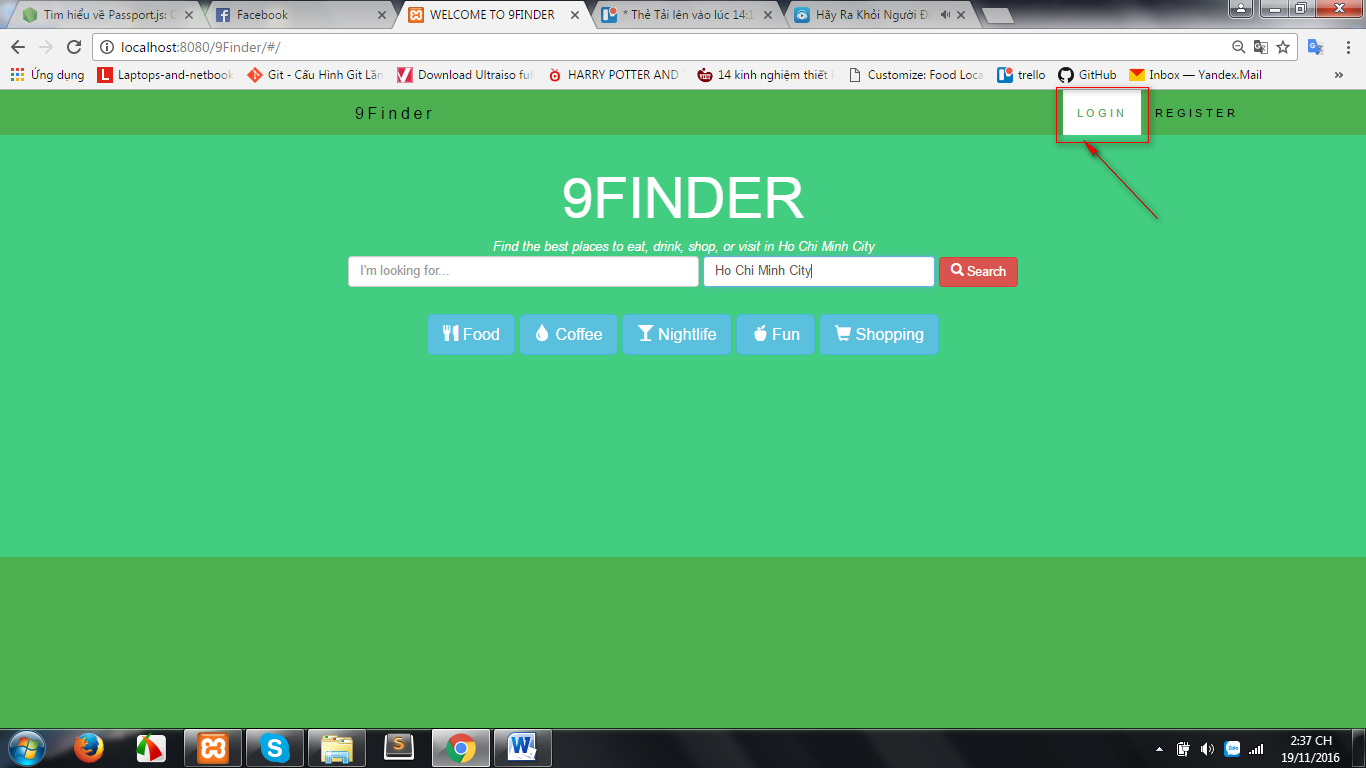 Tìm hiểu về Passport.js: C
Facebook
WELCOME TO 9FINDER
* Thẻ Tải lên vào lúc 14:1
Hãy Ra Khỏi Người Đó
localhost:8080/9Finder/#/
Ứng dụng
Laptops-and-netbook
Git - Cấu Hình Git Lần
Download Ultraiso ful
HARRY POTTER AND
14 kinh nghiệm thiết
Customize: Food Loca
trello
GitHub
Inbox — Yandex.Mail
»
9Finder
LOGIN
REGISTER
9FINDER
Find the best places to eat, drink, shop, or visit in Ho Chi Minh City
I'm looking for...
Ho Chi Minh City
Search
Food
Coffee
Nightlife
Fun
Shopping
Zalo
2:37 CH
19/11/2016